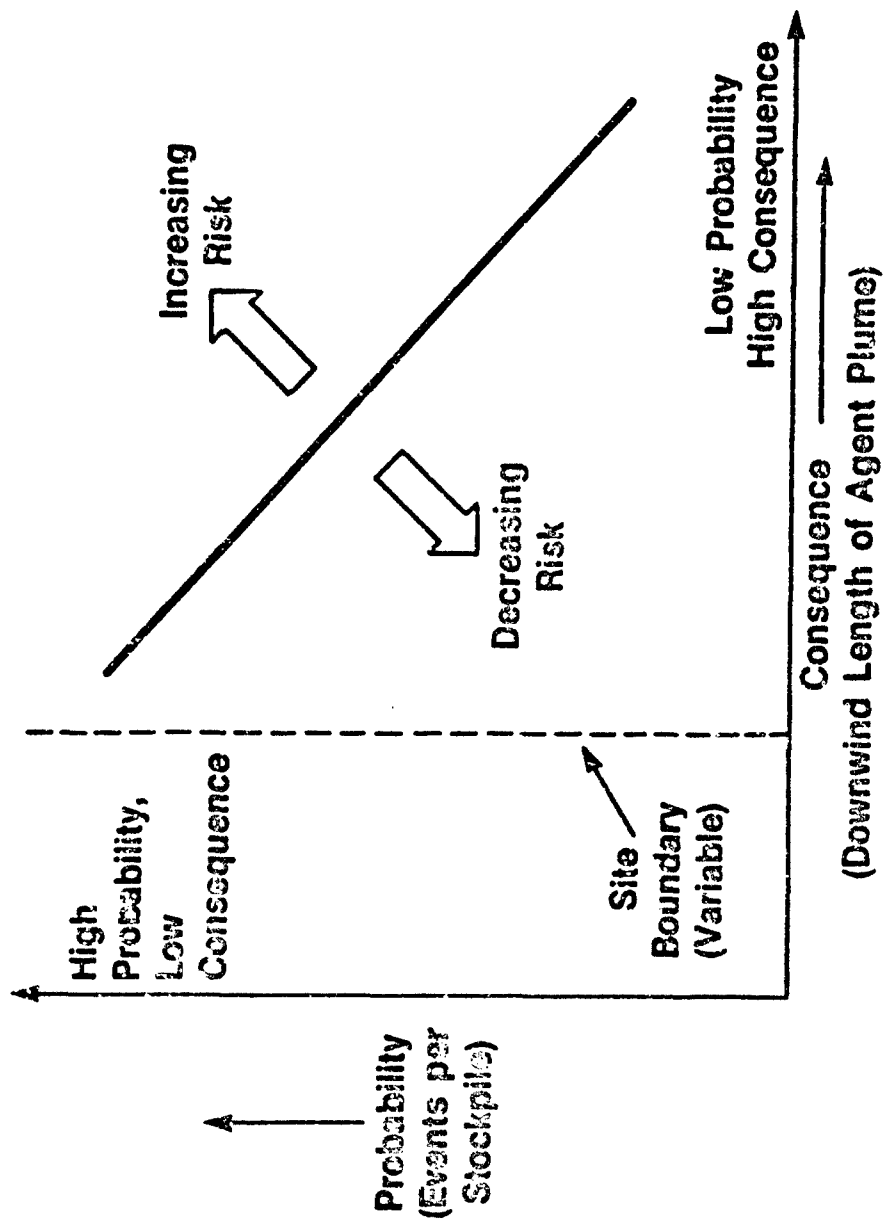 High
Probability,
Low
Consequence
Increasing
Risk
Decreasing
Risk
Probability
(Events per
Stockpile)
Site
Boundary
(Variable)
Low Probability
High Consequence
Consequence
(Downwind Length of Agent Plume)